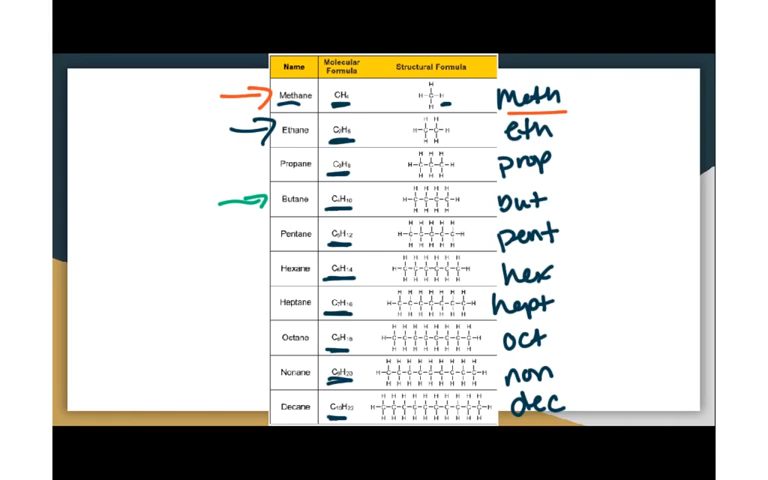 Name Molecular Formula Structural Formula
Methane CH₄ Meth
Ethane C₂H₆ eth
Propane C₃H₈ prop
Butane C₄H₁₀ but
Pentane C₅H₁₂ pent
Hexane C₆H₁₄ hex
Heptane C₇H₁₆ hept
Octane C₈H₁₈ oct
Nonane C₉H₂₀ non
Decane C₁₀H₂₂ dec